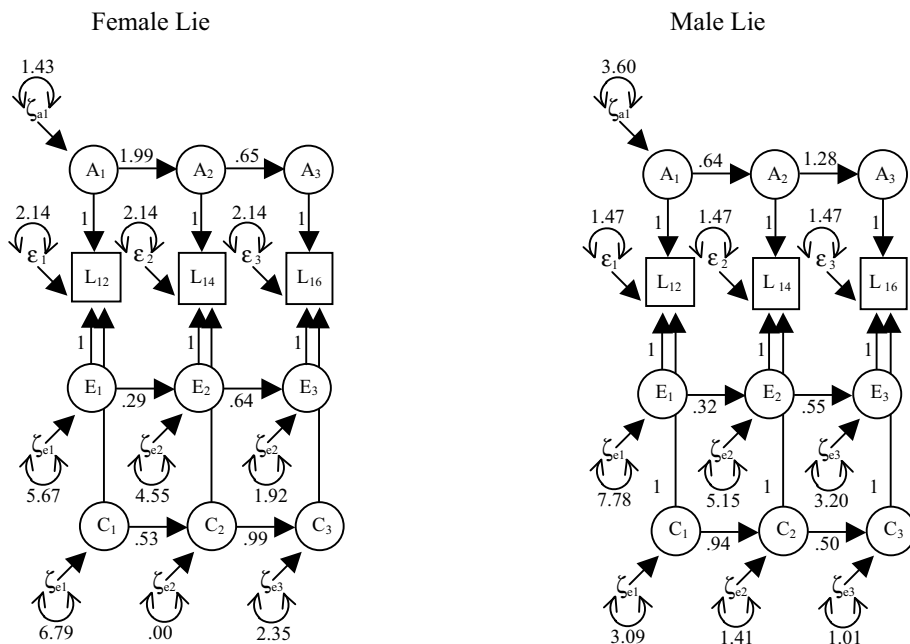 Female Lie
1.43
ζa1
A1 1.99 A2 .65 A3
2.14 2.14 2.14
1 1 1
ε1 ε2 ε3
L12 L14 L16
1 1 1
E1 E2 E3
.29 .64
ζe1 ζe2 ζe2
5.67 4.55 1.92
C1 C2 C3
.53 .99
ζe1 ζe2 ζe3
6.79 .00 2.35
Male Lie
3.60
ζa1
A1 .64 A2 1.28 A3
1.47 1.47 1.47
1 1 1
ε1 ε2 ε3
L12 L14 L16
1 1 1
E1 E2 E3
.32 .55
ζe1 ζe2 ζe3
7.78 5.15 3.20
1 1 1
C1 C2 C3
.94 .50
ζe1 ζe2 ζe3
3.09 1.41 1.01